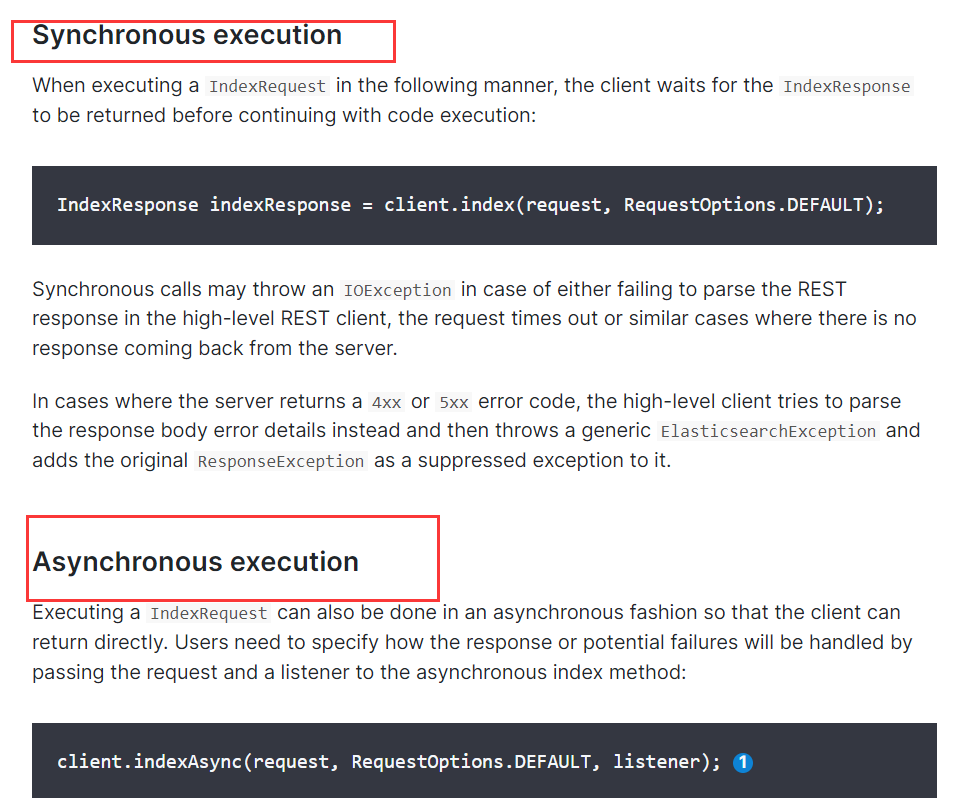 Synchronous execution
When executing a IndexRequest in the following manner, the client waits for the IndexResponse
to be returned before continuing with code execution:
IndexResponse indexResponse = client.index(request, RequestOptions.DEFAULT);
Synchronous calls may throw an IOException in case of either failing to parse the REST
response in the high-level REST client, the request times out or similar cases where there is no
response coming back from the server.
In cases where the server returns a 4xx or 5xx error code, the high-level client tries to parse
the response body error details instead and then throws a generic ElasticsearchException and
adds the original ResponseException as a suppressed exception to it.
Asynchronous execution
Executing a IndexRequest can also be done in an asynchronous fashion so that the client can
return directly. Users need to specify how the response or potential failures will be handled by
passing the request and a listener to the asynchronous index method:
client.indexAsync(request, RequestOptions.DEFAULT, listener); 1